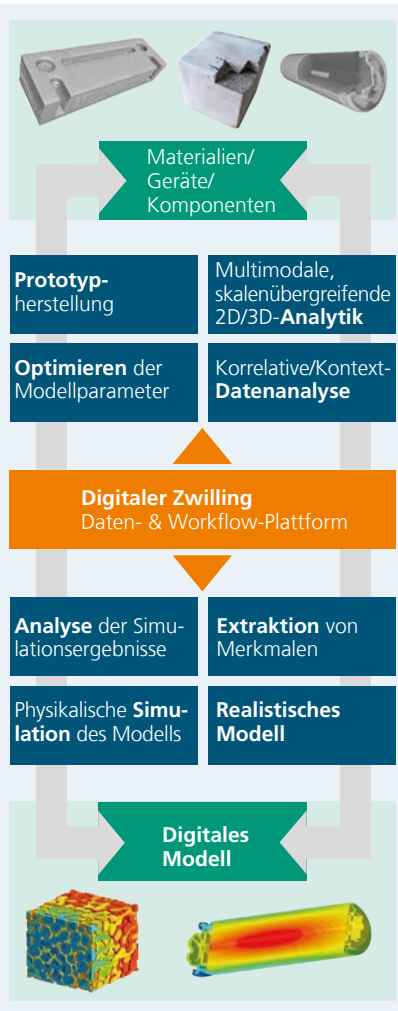 Materialien/
Geräte/
Komponenten
Prototyp-
herstellung
Multimodale,
skalenübergreifende
2D/3D-Analytik
Optimieren der
Modellparameter
Korrelative/Kontext-
Datenanalyse
Digitaler Zwilling
Daten- & Workflow-Plattform
Analyse der Simu-
lationsergebnisse
Extraktion von
Merkmalen
Physikalische Simu-
lation des Modells
Realistisches
Modell
Digitales
Modell